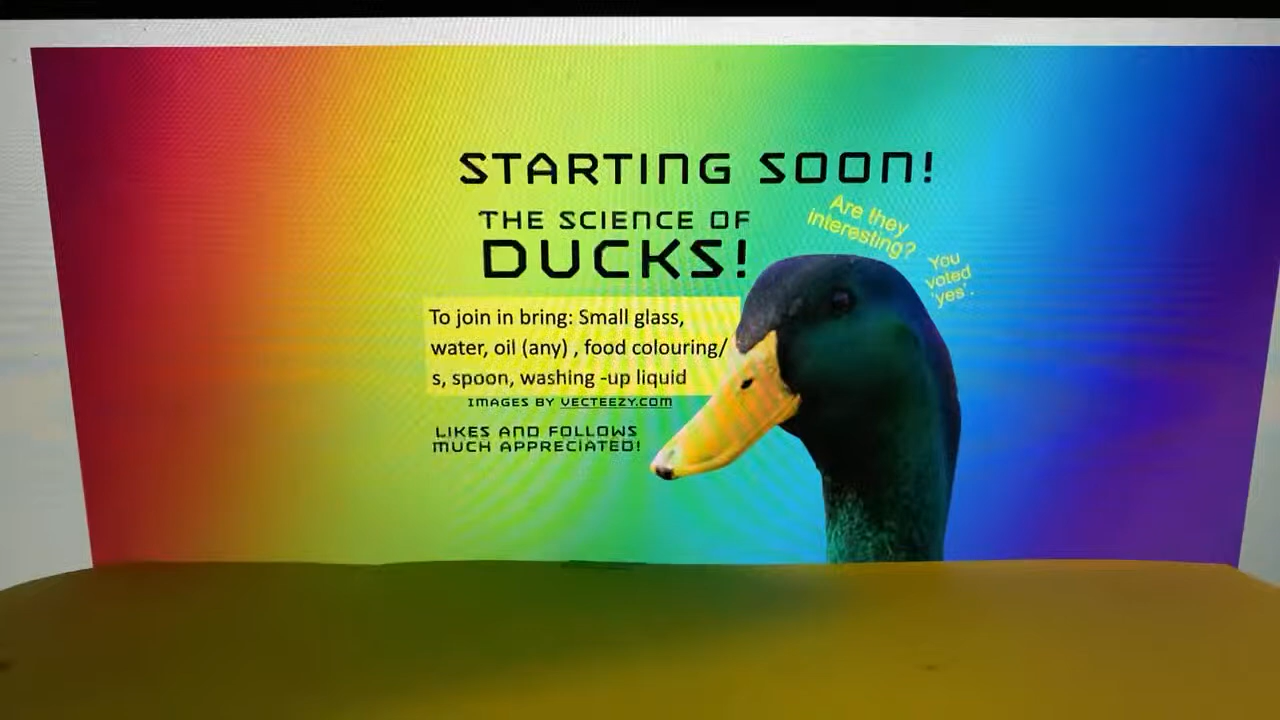 STARTING SOON!
THE SCIENCE OF
DUCKS!
Are they
interesting?
You
voted
'yes'.
To join in bring: Small glass,
water, oil (any) , food colouring/
s, spoon, washing -up liquid
IMAGES BY VECTEEZY.COM
LIKES AND FOLLOWS
MUCH APPRECIATED!